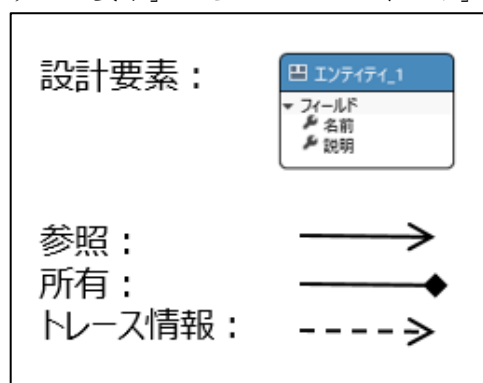 設計要素：
エンティティ_1
フィールド
名前
説明
参照：
所有：
トレース情報：